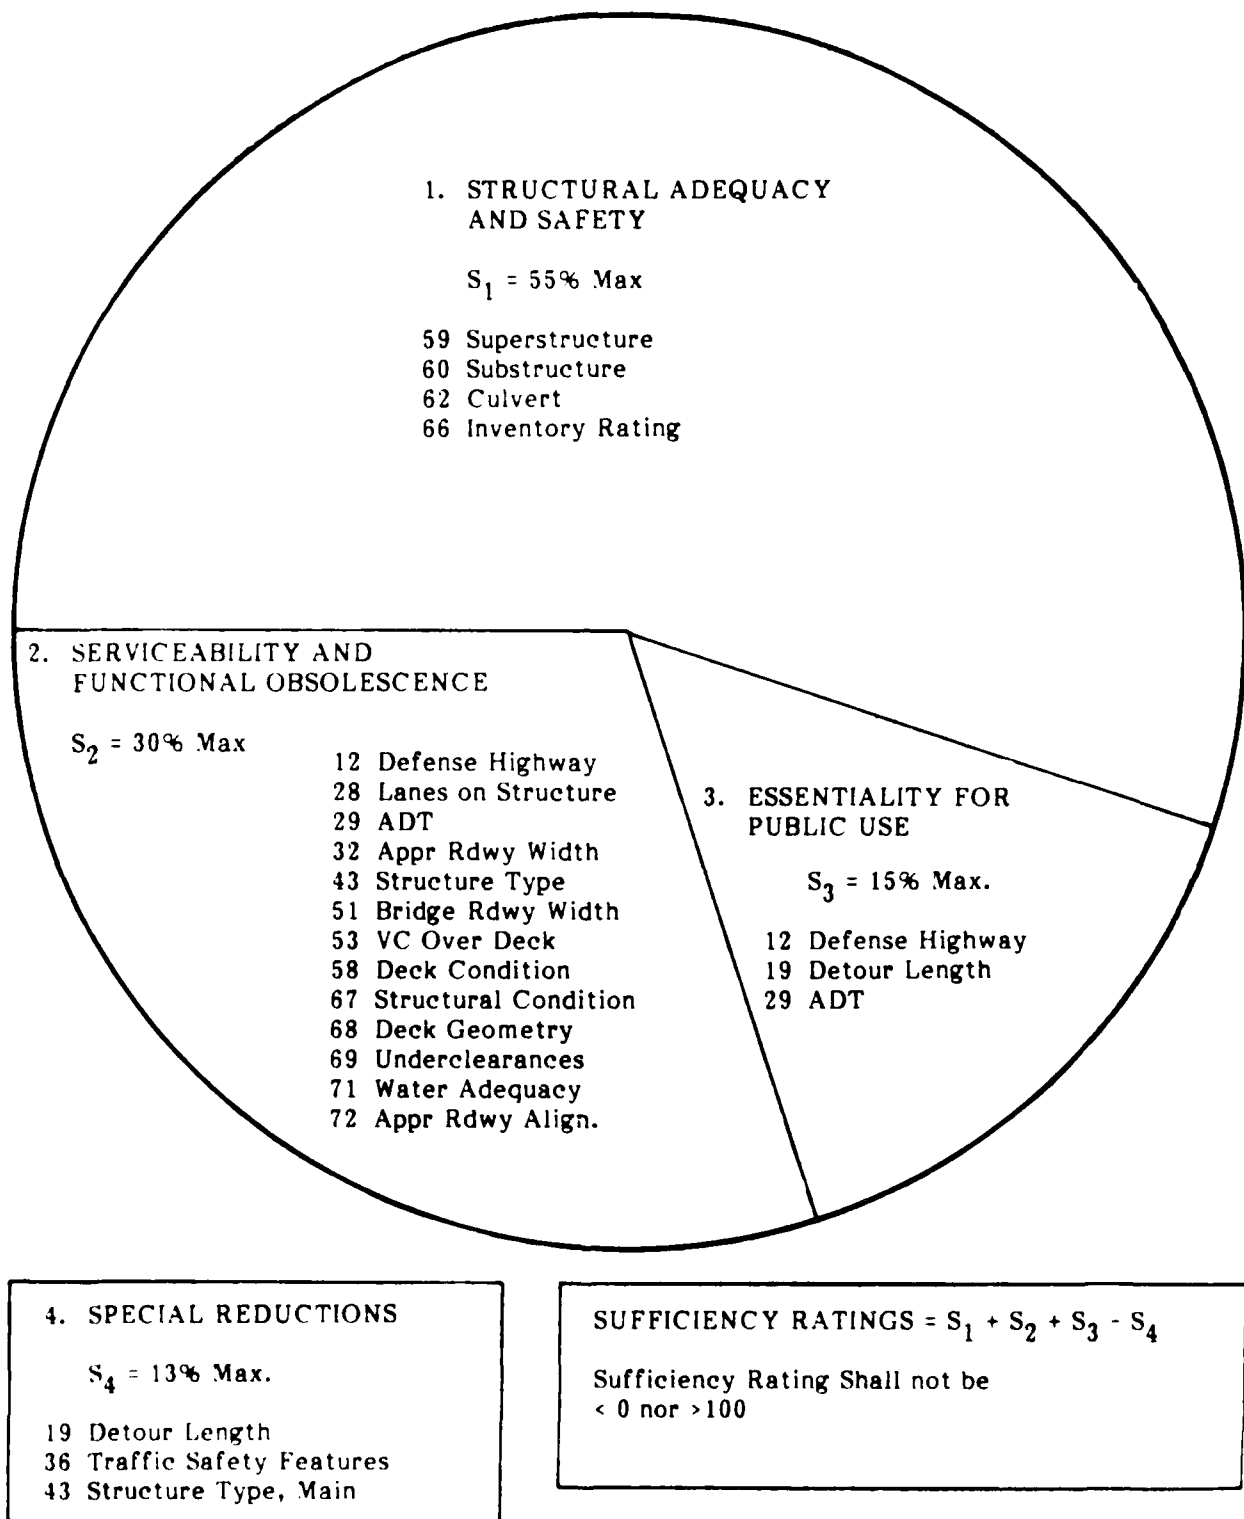 1. STRUCTURAL ADEQUACY
AND SAFETY
S1 = 55% Max
59 Superstructure
60 Substructure
62 Culvert
66 Inventory Rating
2. SERVICEABILITY AND
FUNCTIONAL OBSOLESCENCE
S2 = 30% Max
12 Defense Highway
28 Lanes on Structure
29 ADT
32 Appr Rdwy Width
43 Structure Type
51 Bridge Rdwy Width
53 VC Over Deck
58 Deck Condition
67 Structural Condition
68 Deck Geometry
69 Underclearances
71 Water Adequacy
72 Appr Rdwy Align.
3. ESSENTIALITY FOR
PUBLIC USE
S3 = 15% Max.
12 Defense Highway
19 Detour Length
29 ADT
4. SPECIAL REDUCTIONS
S4 = 13% Max.
19 Detour Length
36 Traffic Safety Features
43 Structure Type, Main
SUFFICIENCY RATINGS = S1 + S2 + S3 - S4
Sufficiency Rating Shall not be
< 0 nor >100